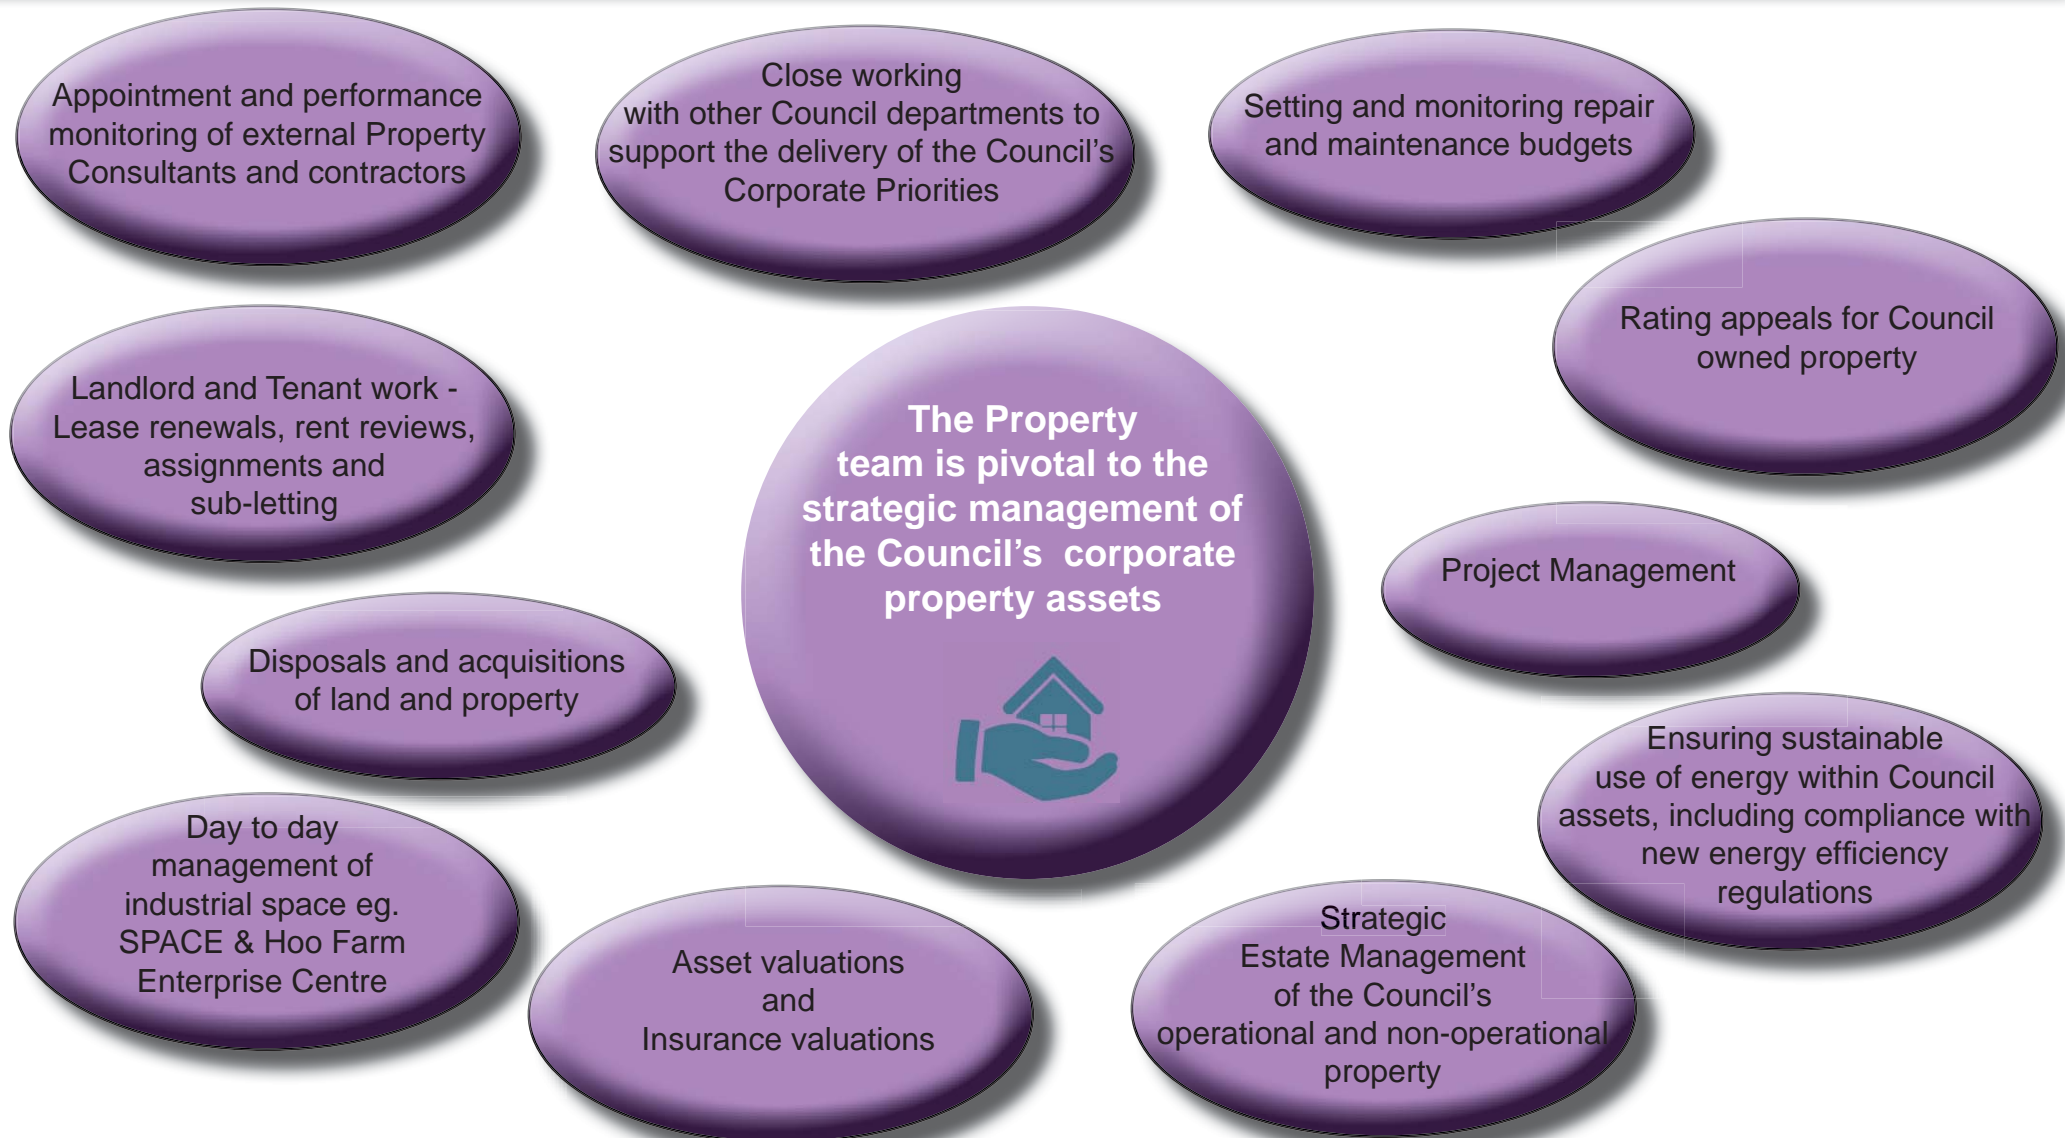 Appointment and performance
monitoring of external Property
Consultants and contractors
Close working
with other Council departments to
support the delivery of the Council’s
Corporate Priorities
Setting and monitoring repair
and maintenance budgets
Rating appeals for Council
owned property
Landlord and Tenant work -
Lease renewals, rent reviews,
assignments and
sub-letting
The Property
team is pivotal to the
strategic management of
the Council’s  corporate
property assets
Project Management
Disposals and acquisitions
of land and property
Ensuring sustainable
use of energy within Council
assets, including compliance with
new energy efficiency
regulations
Day to day
management of
industrial space eg.
SPACE & Hoo Farm
Enterprise Centre
Asset valuations
and
Insurance valuations
Strategic
Estate Management
of the Council’s
operational and non-operational
property